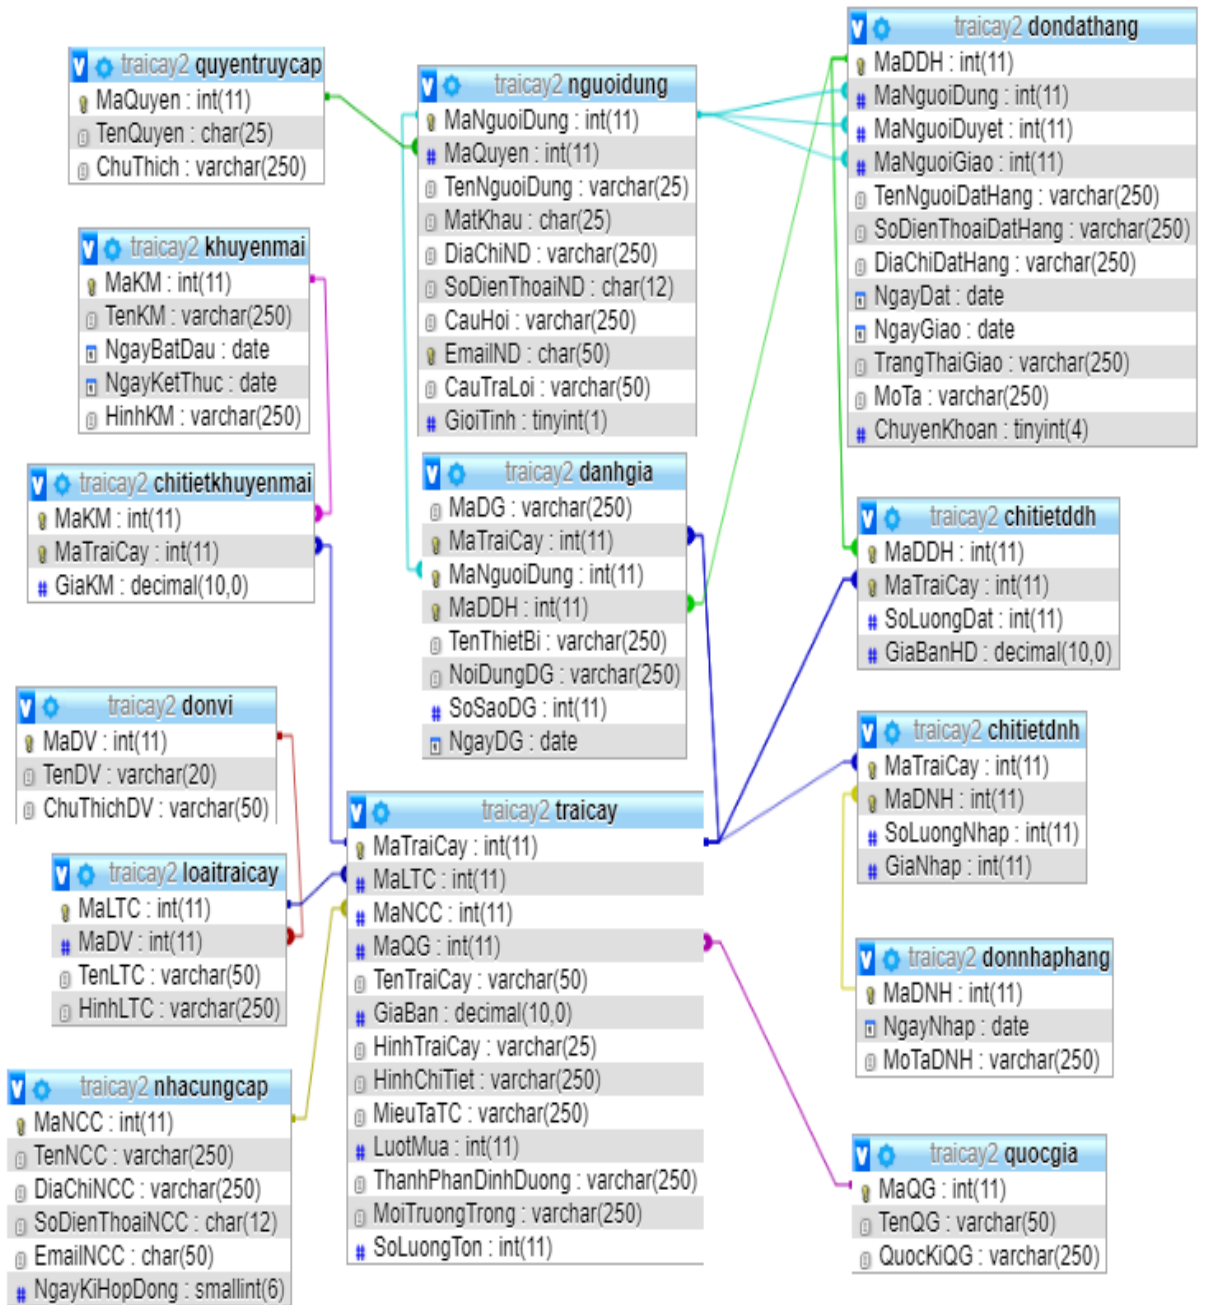 traicay2 quyentruycap
MaQuyen : int(11)
TenQuyen : char(25)
ChuThich : varchar(250)
traicay2 khuyenmai
MaKM : int(11)
TenKM : varchar(250)
NgayBatDau : date
NgayKetThuc : date
HinhKM : varchar(250)
traicay2 chitietkhuyenmai
MaKM : int(11)
MaTraiCay : int(11)
GiaKM : decimal(10,0)
traicay2 donvi
MaDV : int(11)
TenDV : varchar(20)
ChuThichDV : varchar(50)
traicay2 loaitraicay
MaLTC : int(11)
MaDV : int(11)
TenLTC : varchar(50)
HinhLTC : varchar(250)
traicay2 nhacungcap
MaNCC : int(11)
TenNCC : varchar(250)
DiaChiNCC : varchar(250)
SoDienThoaiNCC : char(12)
EmailNCC : char(50)
NgayKiHopDong : smallint(6)
traicay2 nguoidung
MaNguoiDung : int(11)
MaQuyen : int(11)
TenNguoiDung : varchar(25)
MatKhau : char(25)
DiaChiND : varchar(250)
SoDienThoaiND : char(12)
CauHoi : varchar(250)
EmailND : char(50)
CauTraLoi : varchar(50)
GioiTinh : tinyint(1)
traicay2 danhgia
MaDG : varchar(250)
MaTraiCay : int(11)
MaNguoiDung : int(11)
MaDDH : int(11)
TenThietBi : varchar(250)
NoiDungDG : varchar(250)
SoSaoDG : int(11)
NgayDG : date
traicay2 traicay
MaTraiCay : int(11)
MaLTC : int(11)
MaNCC : int(11)
MaQG : int(11)
TenTraiCay : varchar(50)
GiaBan : decimal(10,0)
HinhTraiCay : varchar(25)
HinhChiTiet : varchar(250)
MieuTaTC : varchar(250)
LuotMua : int(11)
ThanhPhanDinhDuong : varchar(250)
MoiTruongTrong : varchar(250)
SoLuongTon : int(11)
traicay2 dondathang
MaDDH : int(11)
MaNguoiDung : int(11)
MaNguoiDuyet : int(11)
MaNguoiGiao : int(11)
TenNguoiDatHang : varchar(250)
SoDienThoaiDatHang : varchar(250)
DiaChiDatHang : varchar(250)
NgayDat : date
NgayGiao : date
TrangThaiGiao : varchar(250)
MoTa : varchar(250)
ChuyenKhoan : tinyint(4)
traicay2 chitietddh
MaDDH : int(11)
MaTraiCay : int(11)
SoLuongDat : int(11)
GiaBanHD : decimal(10,0)
traicay2 chitietdnh
MaTraiCay : int(11)
MaDNH : int(11)
SoLuongNhap : int(11)
GiaNhap : int(11)
traicay2 donnhaphang
MaDNH : int(11)
NgayNhap : date
MoTaDNH : varchar(250)
traicay2 quocgia
MaQG : int(11)
TenQG : varchar(50)
QuocKiQG : varchar(250)